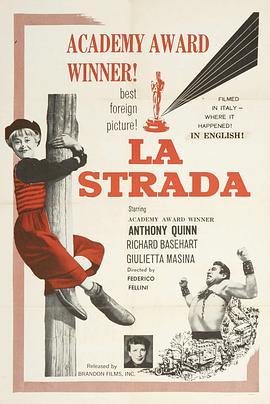 ACADEMY AWARD
WINNER!
best
foreign
picture!
FILMED
IN ITALY –
WHERE IT
HAPPENED!
IN ENGLISH!
LA
STRADA
Starring
ACADEMY AWARD WINNER
ANTHONY QUINN
RICHARD BASEHART
GIULIETTA MASINA
Directed by
FEDERICO
FELLINI
Released by
BRANDON FILMS, INC.